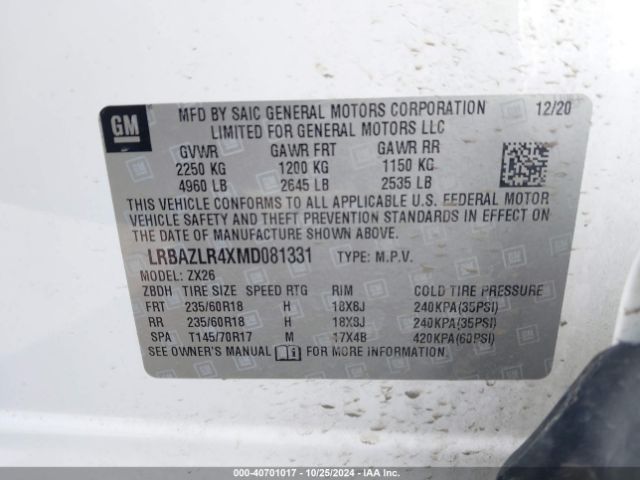 GM
MFD BY SAIC GENERAL MOTORS CORPORATION 12/20
LIMITED FOR GENERAL MOTORS LLC
GVWR GAWR FRT GAWR RR
2250 KG 1200 KG 1150 KG
4960 LB 2645 LB 2535 LB
THIS VEHICLE CONFORMS TO ALL APPLICABLE U.S. FEDERAL MOTOR
VEHICLE SAFETY AND THEFT PREVENTION STANDARDS IN EFFECT ON
THE DATE OF MANUFACTURE SHOWN ABOVE.
LRBAZLR4XMD081331 TYPE: M.P.V.
MODEL: ZX26
ZBDH TIRE SIZE SPEED RTG RIM COLD TIRE PRESSURE
FRT 235/60R18 H 18X8J 240KPA(35PSI)
RR 235/60R18 H 18X8J 240KPA(35PSI)
SPA T145/70R17 M 17X4B 420KPA(60PSI)
SEE OWNER'S MANUAL FOR MORE INFORMATION.
000-40701017 - 10/25/2024 - IAA Inc.